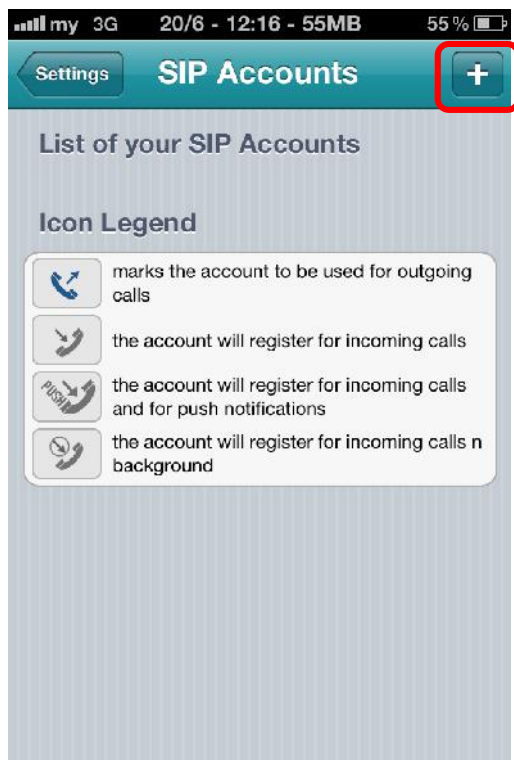 my 3G 20/6 - 12:16 - 55MB 55 %
Settings SIP Accounts +
List of your SIP Accounts
Icon Legend
marks the account to be used for outgoing
calls
the account will register for incoming calls
PUSH
the account will register for incoming calls
and for push notifications
the account will register for incoming calls n
background